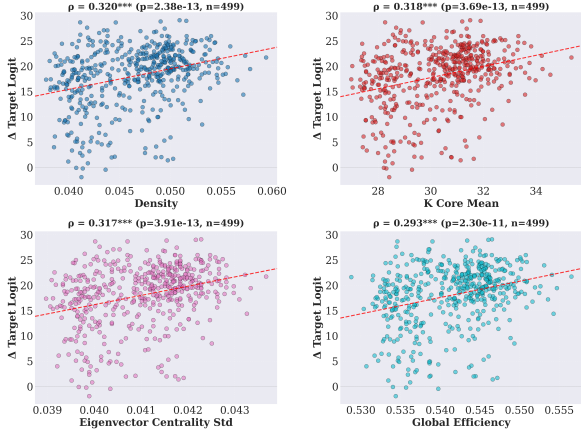 ρ = 0.320*** (p=2.38e-13, n=499)
ρ = 0.318*** (p=3.69e-13, n=499)
30
25
20
15
10
5
0
Δ Target Logit
0.040 0.045 0.050 0.055 0.060
Density
30
25
20
15
10
5
0
Δ Target Logit
28 30 32 34
K Core Mean
ρ = 0.317*** (p=3.91e-13, n=499)
ρ = 0.293*** (p=2.30e-11, n=499)
30
25
20
15
10
5
0
Δ Target Logit
0.039 0.040 0.041 0.042 0.043
Eigenvector Centrality Std
30
25
20
15
10
5
0
Δ Target Logit
0.530 0.535 0.540 0.545 0.550 0.555
Global Efficiency